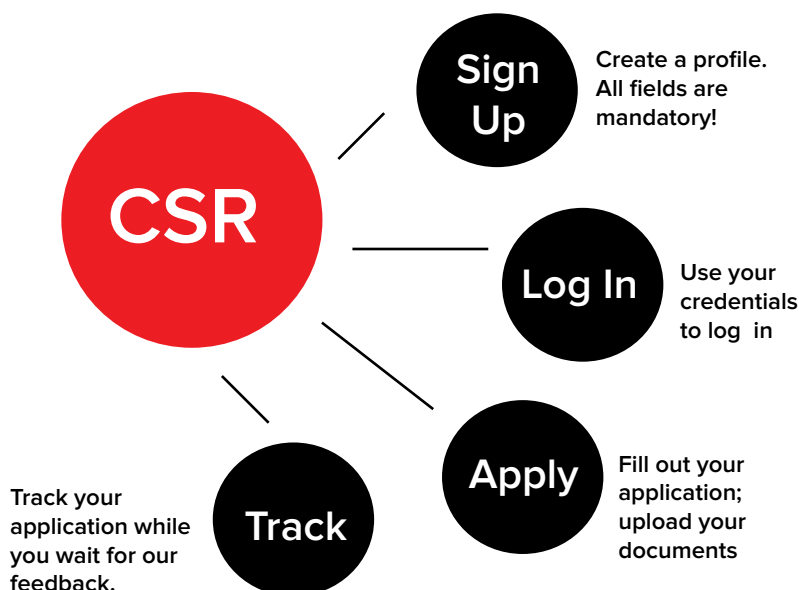 CSR
Sign
Up
Create a profile.
All fields are
mandatory!
Log In
Use your
credentials
to log  in
Apply
Fill out your
application;
upload your
documents
Track
Track your
application while
you wait for our
feedback.